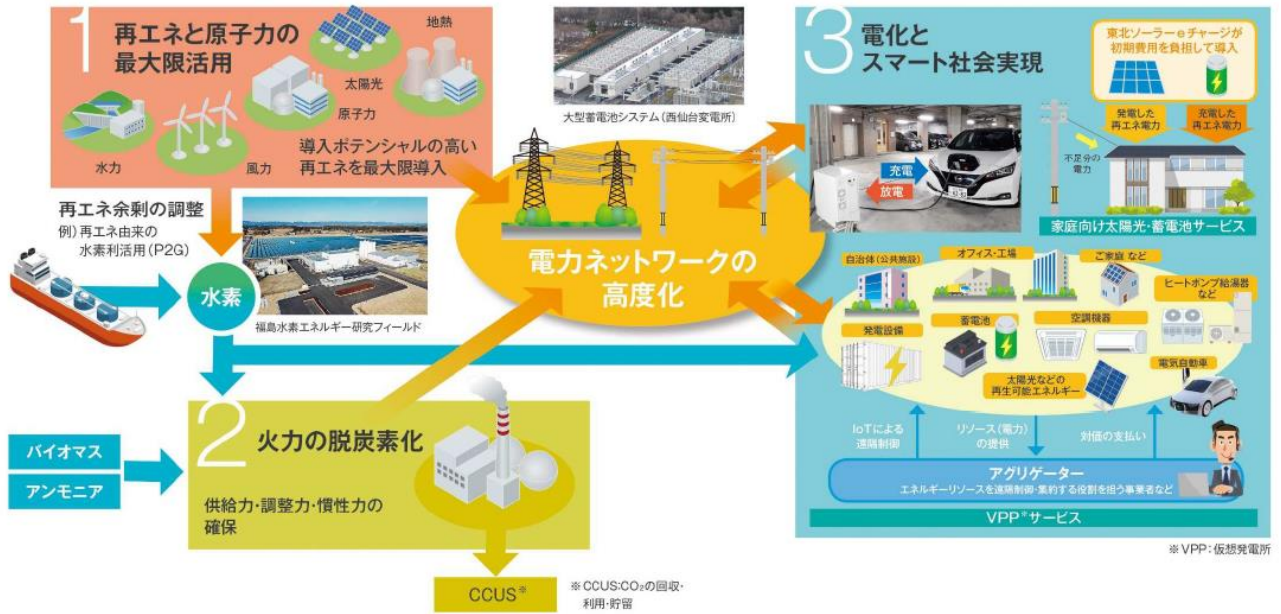 1
再エネと原子力の
最大限活用
地熱
太陽光
原子力
水力
風力
導入ポテンシャルの高い
再エネを最大限導入
再エネ余剰の調整
例）再エネ由来の
水素利活用（P2G）
水素
福島水素エネルギー研究フィールド
大型蓄電池システム（西仙台変電所）
電力ネットワークの
高度化
2
火力の脱炭素化
供給力・調整力・慣性力の
確保
バイオマス
アンモニア
CCUS※
※CCUS:CO₂の回収・
利用・貯留
3
電化と
スマート社会実現
東北ソーラーeチャージが
初期費用を負担して導入
発電した
再エネ電力
充電した
再エネ電力
不足分の
電力
充電
放電
家庭向け太陽光・蓄電池サービス
自治体（公共施設）
オフィス・工場
ご家庭 など
ヒートポンプ給湯器
など
発電設備
蓄電池
空調機器
電気自動車
太陽光などの
再生可能エネルギー
IoTによる
遠隔制御
リソース（電力）
の提供
対価の支払い
アグリゲーター
エネルギーリソースを遠隔制御・集約する役割を担う事業者など
VPP※サービス
※VPP：仮想発電所